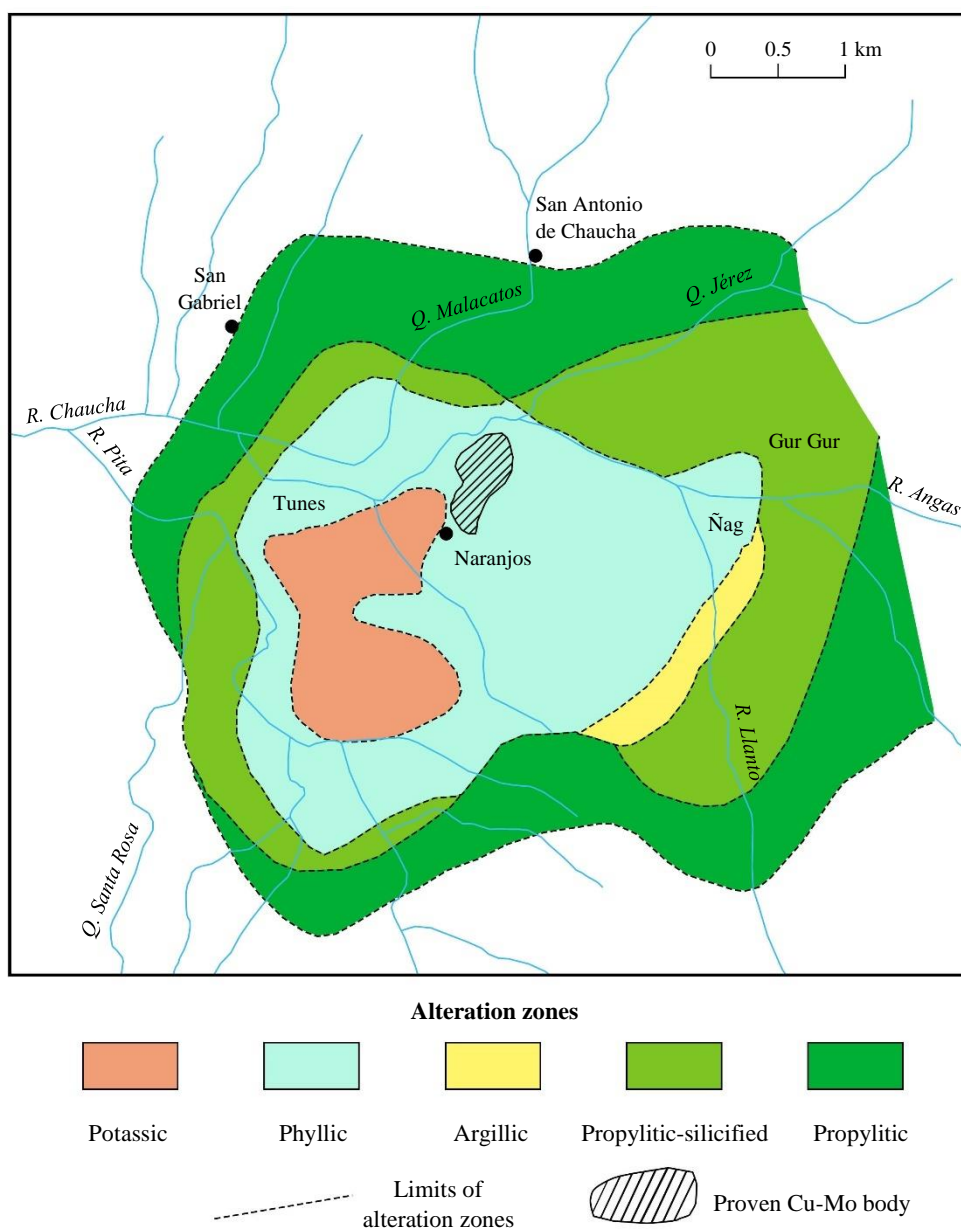 0 0.5 1 km
San Antonio
de Chaucha
San
Gabriel
Q. Malacatos
Q. Jérez
R. Chaucha
R. Pita
Gur Gur
R. Angas
Tunes
Ñag
Naranjos
R. Llanto
Q. Santa Rosa
Alteration zones
Potassic Phyllic Argillic Propylitic-silicified Propylitic
Limits of
alteration zones
Proven Cu-Mo body